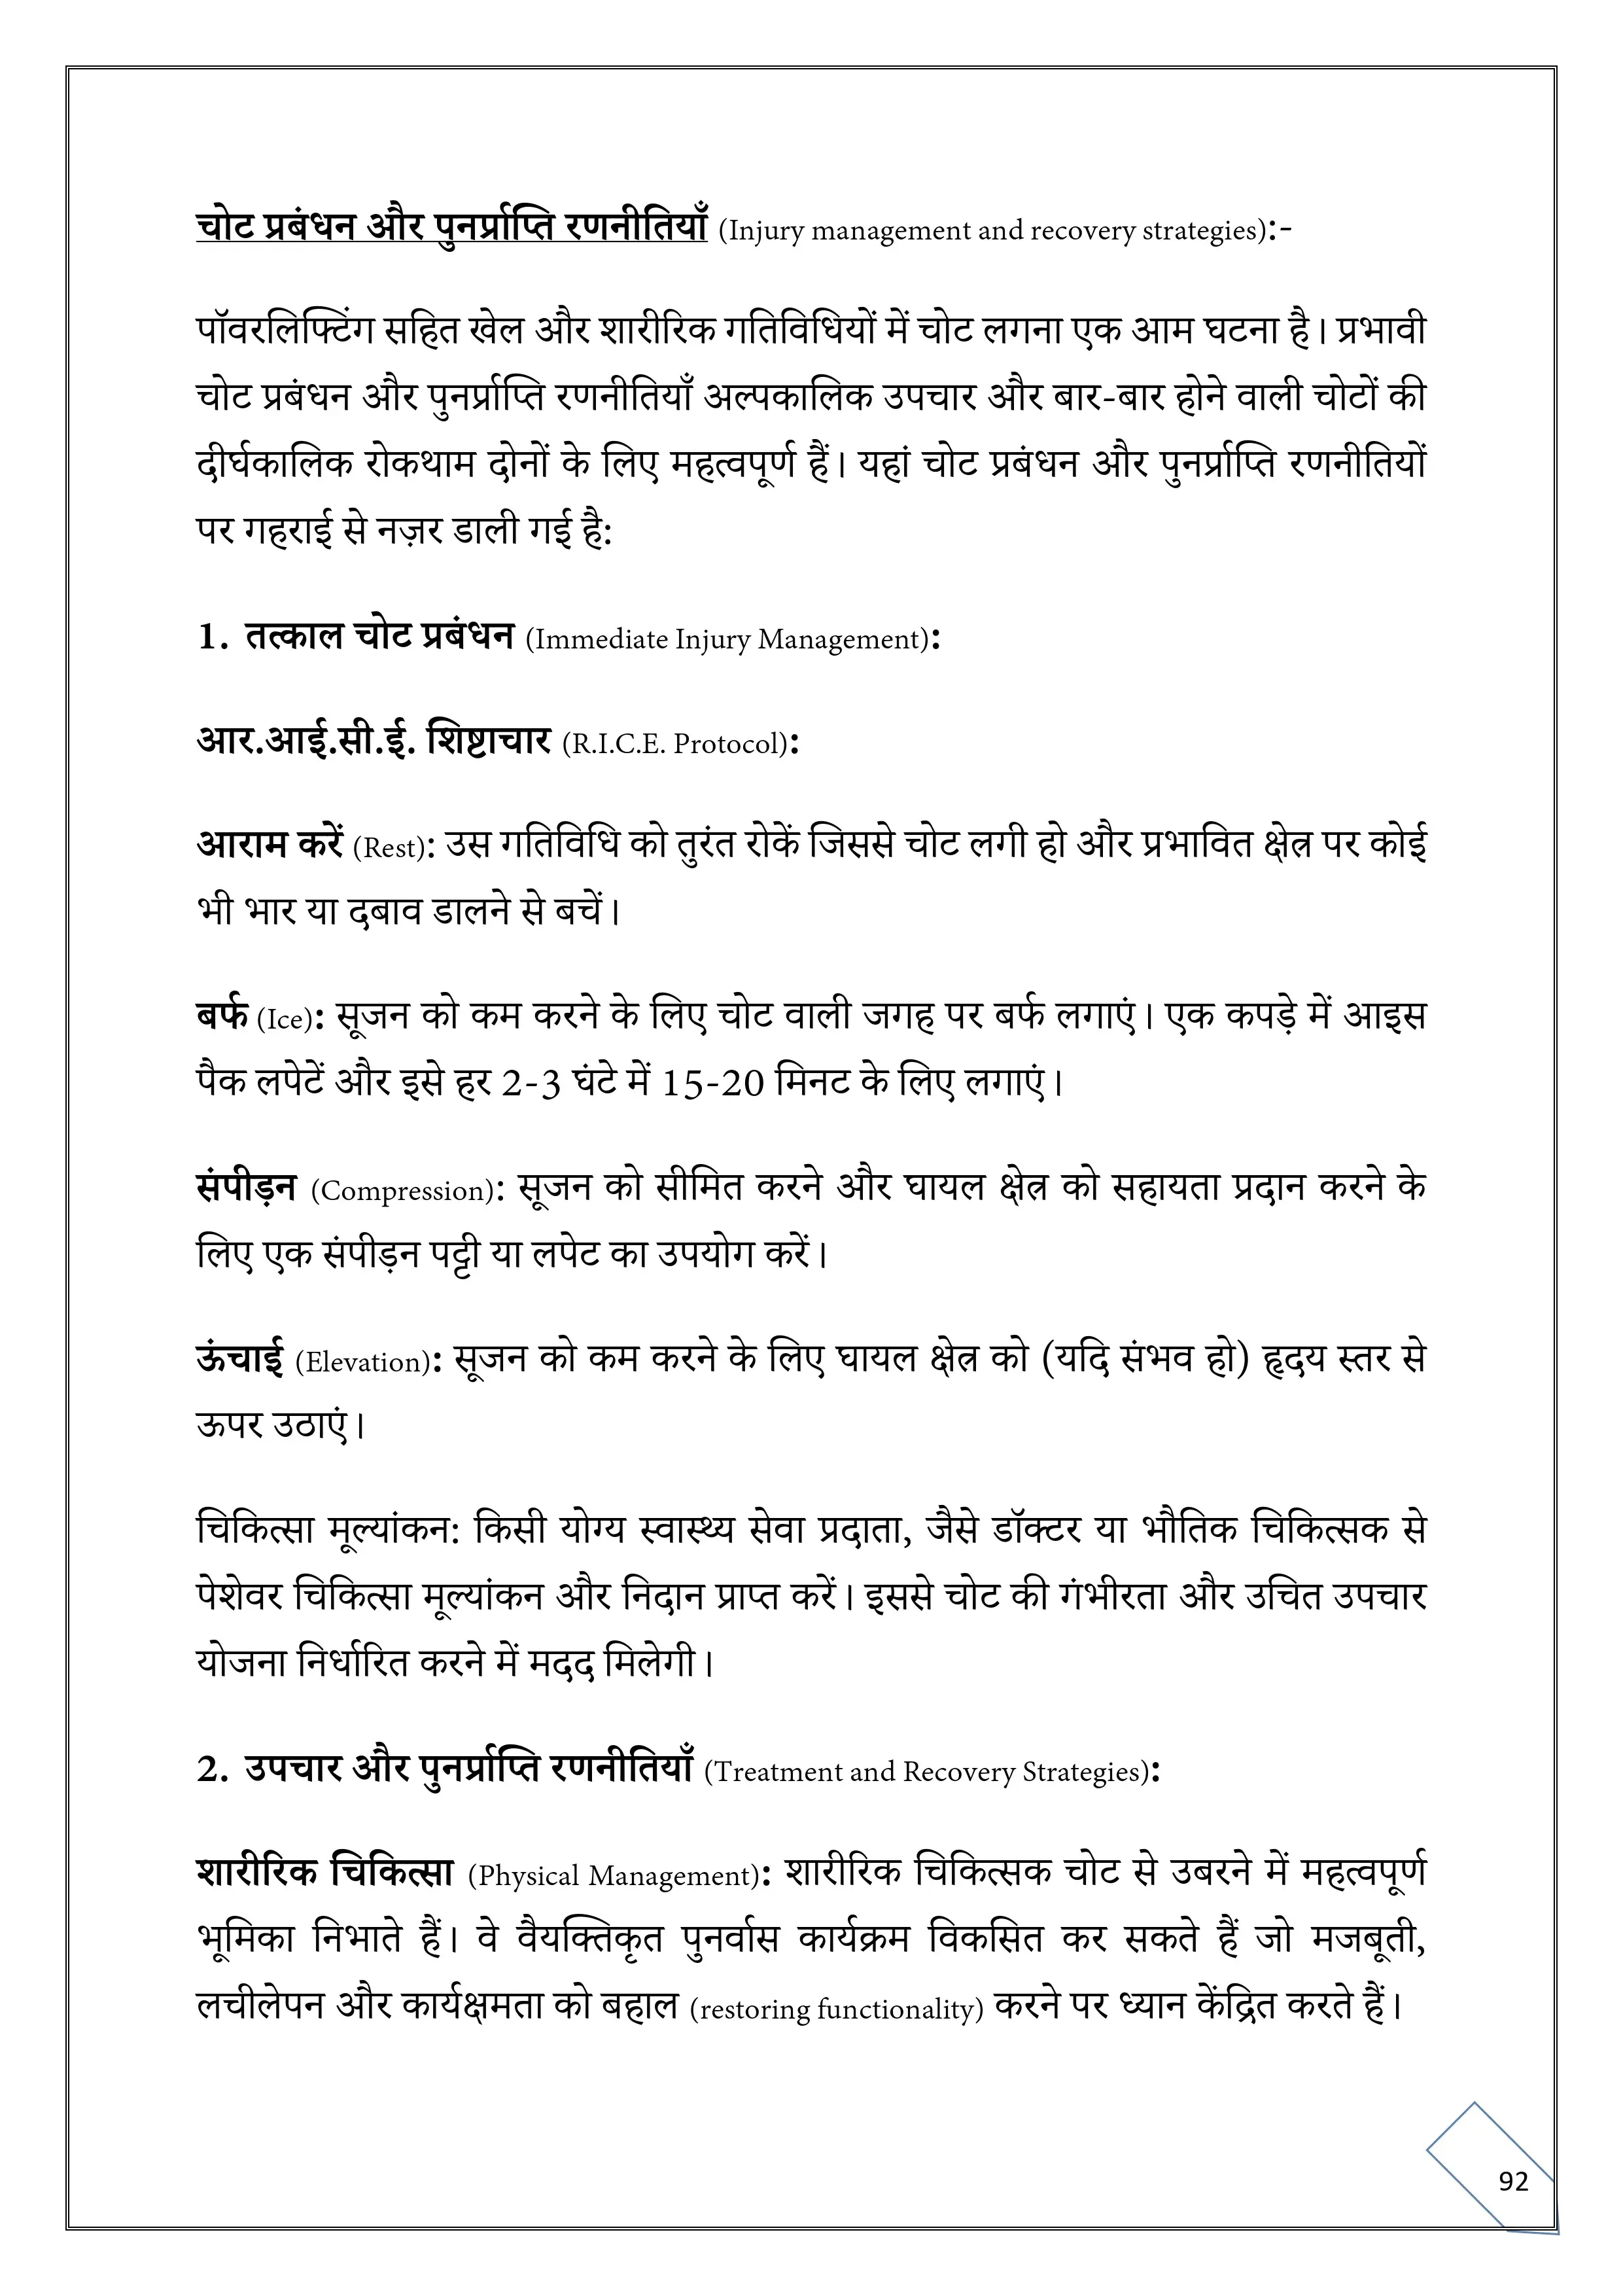 चोट प्रबंधन और पुनर्प्राप्ति रणनीतियाँ (Injury management and recovery strategies):-
पॉवरलिफ्टिंग सहित खेल और शारीरिक गतिविधियों में चोट लगना एक आम घटना है। प्रभावी
चोट प्रबंधन और पुनर्प्राप्ति रणनीतियाँ अल्पकालिक उपचार और बार-बार होने वाली चोटों की
दीर्घकालिक रोकथाम दोनों के लिए महत्वपूर्ण हैं। यहां चोट प्रबंधन और पुनर्प्राप्ति रणनीतियों
पर गहराई से नज़र डाली गई है:
1. तत्काल चोट प्रबंधन (Immediate Injury Management):
आर.आई.सी.ई. शिष्टाचार (R.I.C.E. Protocol):
आराम करें (Rest): उस गतिविधि को तुरंत रोकें जिससे चोट लगी हो और प्रभावित क्षेत्र पर कोई
भी भार या दबाव डालने से बचें।
बर्फ (Ice): सूजन को कम करने के लिए चोट वाली जगह पर बर्फ लगाएं। एक कपड़े में आइस
पैक लपेटें और इसे हर 2-3 घंटे में 15-20 मिनट के लिए लगाएं।
संपीड़न (Compression): सूजन को सीमित करने और घायल क्षेत्र को सहायता प्रदान करने के
लिए एक संपीड़न पट्टी या लपेट का उपयोग करें।
ऊंचाई (Elevation): सूजन को कम करने के लिए घायल क्षेत्र को (यदि संभव हो) हृदय स्तर से
ऊपर उठाएं।
चिकित्सा मूल्यांकन: किसी योग्य स्वास्थ्य सेवा प्रदाता, जैसे डॉक्टर या भौतिक चिकित्सक से
पेशेवर चिकित्सा मूल्यांकन और निदान प्राप्त करें। इससे चोट की गंभीरता और उचित उपचार
योजना निर्धारित करने में मदद मिलेगी।
2. उपचार और पुनर्प्राप्ति रणनीतियाँ (Treatment and Recovery Strategies):
शारीरिक चिकित्सा (Physical Management): शारीरिक चिकित्सक चोट से उबरने में महत्वपूर्ण
भूमिका निभाते हैं। वे वैयक्तिकृत पुनर्वास कार्यक्रम विकसित कर सकते हैं जो मजबूती,
लचीलेपन और कार्यक्षमता को बहाल (restoring functionality) करने पर ध्यान केंद्रित करते हैं।
92